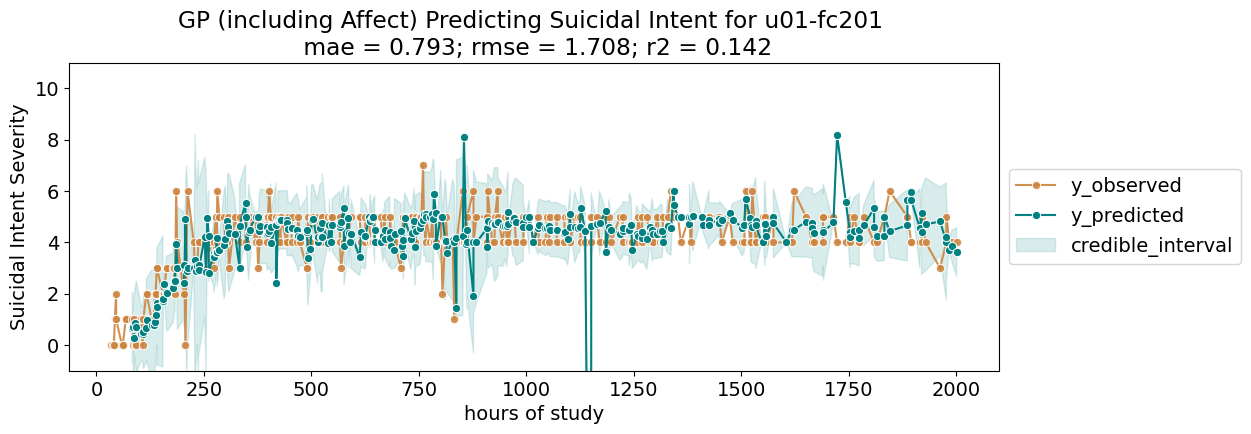 GP (including Affect) Predicting Suicidal Intent for u01-fc201
mae = 0.793; rmse = 1.708; r2 = 0.142
Suicidal Intent Severity
10
8
6
4
2
0
0 250 500 750 1000 1250 1500 1750 2000
hours of study
y_observed
y_predicted
credible_interval